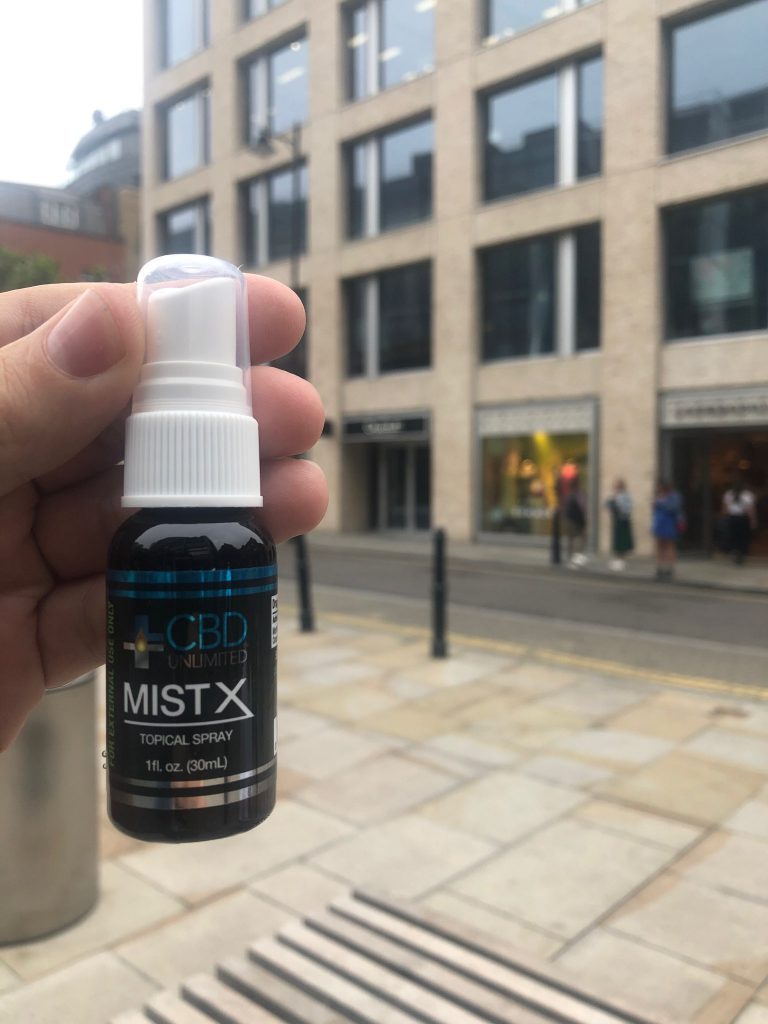 CBD
UNLIMITED
MIST X
TOPICAL SPRAY
1fl. oz. (30mL)
FOR EXTERNAL USE ONLY